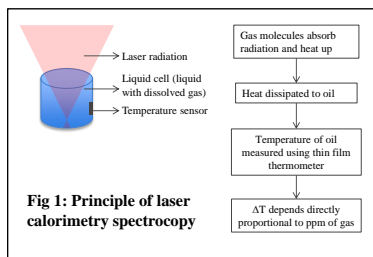 Laser radiation
Liquid cell (liquid
with dissolved gas)
Temperature sensor
Fig 1: Principle of laser
calorimetry spectrocopy
Gas molecules absorb
radiation and heat up
Heat dissipated to oil
Temperature of oil
measured using thin film
thermometer
ΔT depends directly
proportional to ppm of gas